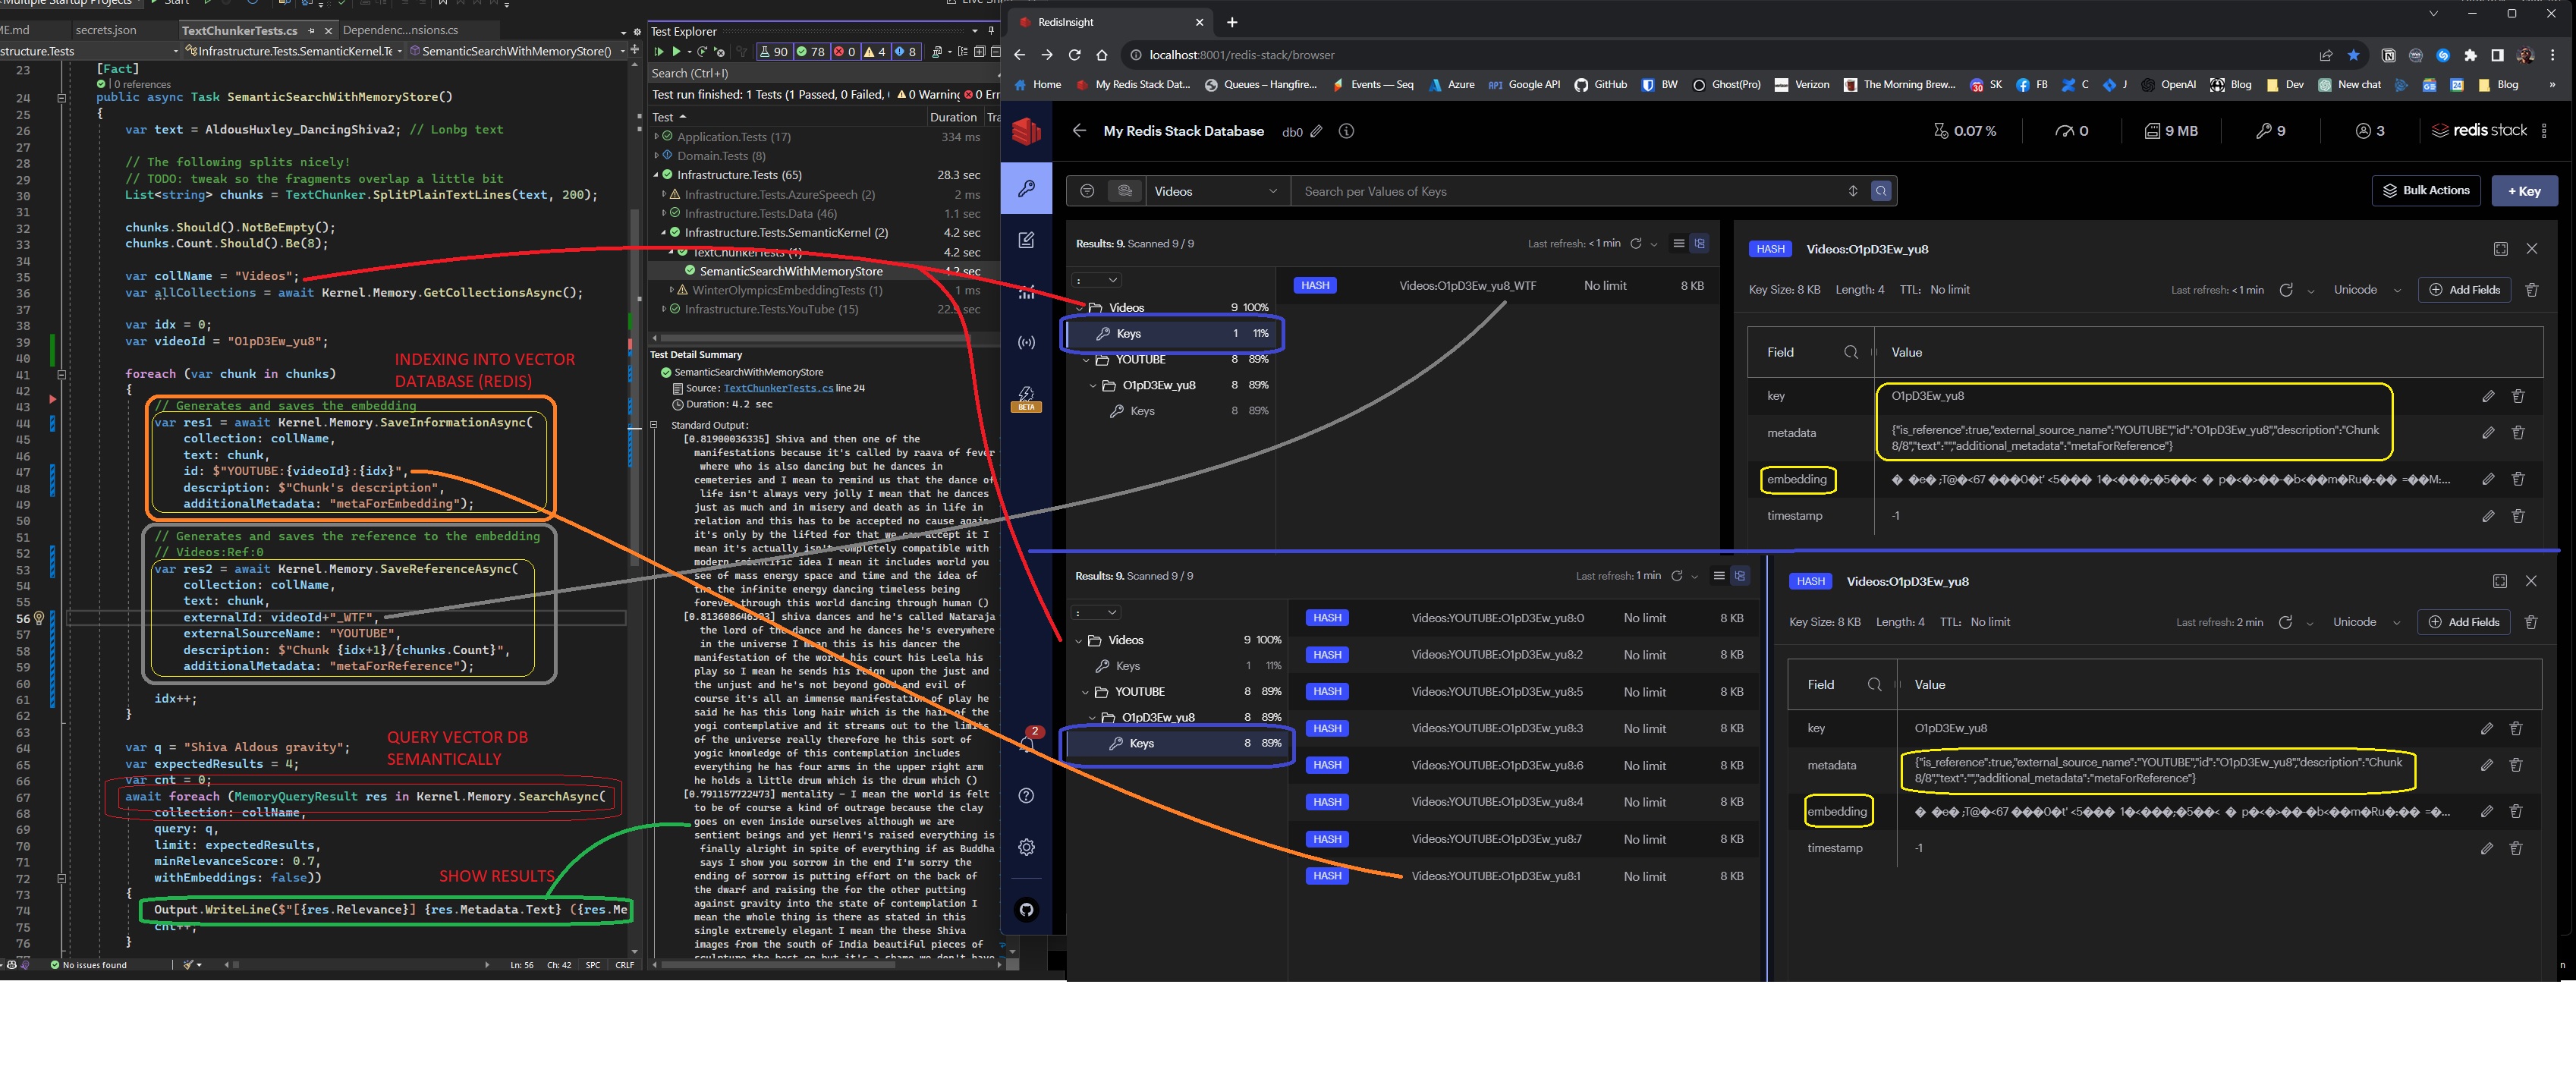 Multiple Startup Projects
Start
Live Sh
ME.md
secrets.json
TextChunkerTests.cs
Dependenc...nsions.cs
structure.Tests
Infrastructure.Tests.SemanticKernel.Te
SemanticSearchWithMemoryStore()
23 [Fact]
0 references
24 public async Task SemanticSearchWithMemoryStore()
25 {
26 var text = AldousHuxley_DancingShiva2; // Lonbg text
27
28 // The following splits nicely!
29 // TODO: tweak so the fragments overlap a little bit
30 List<string> chunks = TextChunker.SplitPlainTextLines(text, 200);
31
32 chunks.Should().NotBeEmpty();
33 chunks.Count.Should().Be(8);
34
35 var collName = "Videos";
36 var allCollections = await Kernel.Memory.GetCollectionsAsync();
37
38 var idx = 0;
39 var videoId = "O1pD3Ew_yu8";
40
INDEXING INTO VECTOR
DATABASE (REDIS)
41 foreach (var chunk in chunks)
42 {
43 // Generates and saves the embedding
44 var res1 = await Kernel.Memory.SaveInformationAsync(
45 collection: collName,
46 text: chunk,
47 id: $"YOUTUBE:{videoId}:{idx}",
48 description: $"Chunk's description",
49 additionalMetadata: "metaForEmbedding");
50
51 // Generates and saves the reference to the embedding
52 // Videos:Ref:0
53 var res2 = await Kernel.Memory.SaveReferenceAsync(
54 collection: collName,
55 text: chunk,
56 externalId: videoId+"_WTF",
57 externalSourceName: "YOUTUBE",
58 description: $"Chunk {idx+1}/{chunks.Count}",
59 additionalMetadata: "metaForReference");
60
61 idx++;
62 }
63
QUERY VECTOR DB
SEMANTICALLY
64 var q = "Shiva Aldous gravity";
65 var expectedResults = 4;
66 var cnt = 0;
67 await foreach (MemoryQueryResult res in Kernel.Memory.SearchAsync(
68 collection: collName,
69 query: q,
70 limit: expectedResults,
71 minRelevanceScore: 0.7,
72 withEmbeddings: false))
SHOW RESULTS
73 {
74 Output.WriteLine($"[{res.Relevance}] {res.Metadata.Text} ({res.Me
75 cnt++;
76 }
No issues found
Ln: 56 Ch: 42 SPC CRLF
Test Explorer
90 78 0 4 8
Search (Ctrl+I)
Test run finished: 1 Tests (1 Passed, 0 Failed, 0 Warning 0 Err
Test Duration Tra
Application.Tests (17) 334 ms
Domain.Tests (8)
Infrastructure.Tests (65) 28.3 sec
Infrastructure.Tests.AzureSpeech (2) 2 ms
Infrastructure.Tests.Data (46) 1.1 sec
Infrastructure.Tests.SemanticKernel (2) 4.2 sec
TextChunkerTests (1) 4.2 sec
SemanticSearchWithMemoryStore 4.2 sec
WinterOlympicsEmbeddingTests (1) 1 ms
Infrastructure.Tests.YouTube (15) 22.9 sec
Test Detail Summary
SemanticSearchWithMemoryStore
Source: TextChunkerTests.cs line 24
Duration: 4.2 sec
Standard Output:
[0.81900036335] Shiva and then one of the
manifestations because it's called by raava of fever
where who is also dancing but he dances in
cemeteries and I mean to remind us that the dance of
life isn't always very jolly I mean that he dances
just as much and in misery and death as in life in
relation and this has to be accepted no cause again
it's only by the lifted for that we can accept it I
mean it's actually isn't completely compatible with
modern scientific idea I mean it includes world you
see of mass energy space and time and the idea of
the the infinite energy dancing timeless being
forever through this world dancing through human ()
shiva dances and he's called Nataraja
the lord of the dance and he dances he's everywhere
in the universe I mean this is his dancer the
manifestation of the world his court his Leela his
play so I mean he sends his reign upon the just and
the unjust and he's not beyond good and evil of
course it's all an immense manifestation of play he
said he has this long hair which is the hair of the
yogi contemplative and it streams out to the limits
of the universe really therefore he this sort of
yogic knowledge of this contemplation includes
everything he has four arms in the upper right arm
he holds a little drum which is the drum which ()
[0.791157722473] mentality - I mean the world is felt
to be of course a kind of outrage because the clay
goes on even inside ourselves although we are
sentient beings and yet Henri's raised everything is
finally alright in spite of everything if as Buddha
says I show you sorrow in the end I'm sorry the
ending of sorrow is putting effort on the back of
the dwarf and raising the for the other putting
against gravity into the state of contemplation I
mean the whole thing is there as stated in this
single extremely elegant I mean the these Shiva
images from the south of India beautiful pieces of
sculpture the best on but it's a shame we don't have
RedisInsight
localhost:8001/redis-stack/browser
Home My Redis Stack Dat... Queues – Hangfire... Events — Seq Azure Google API GitHub BW Ghost(Pro) Verizon The Morning Brew... SK FB C J OpenAI Blog Dev New chat Blog »
My Redis Stack Database db0
0.07 % 0 9 MB 9 3 redis stack
Videos
Search per Values of Keys
Bulk Actions
+ Key
Results: 9. Scanned 9 / 9
Last refresh: < 1 min
:
Videos 9 100%
Keys 1 11%
YOUTUBE 8 89%
O1pD3Ew_yu8 8 89%
Keys 8 89%
HASH Videos:O1pD3Ew_yu8_WTF No limit 8 KB
BETA
HASH Videos:O1pD3Ew_yu8
Key Size: 8 KB Length: 4 TTL: No limit
Last refresh: < 1 min Unicode Add Fields
Field Value
key O1pD3Ew_yu8
metadata {"is_reference":true,"external_source_name":"YOUTUBE","id":"O1pD3Ew_yu8","description":"Chunk
8/8","text":"","additional_metadata":"metaForReference"}
embedding
timestamp -1
Results: 9. Scanned 9 / 9
Last refresh: 1 min
:
Videos 9 100%
Keys 1 11%
YOUTUBE 8 89%
O1pD3Ew_yu8 8 89%
Keys 8 89%
2
HASH Videos:YOUTUBE:O1pD3Ew_yu8:0 No limit 8 KB
HASH Videos:YOUTUBE:O1pD3Ew_yu8:2 No limit 8 KB
HASH Videos:YOUTUBE:O1pD3Ew_yu8:5 No limit 8 KB
HASH Videos:YOUTUBE:O1pD3Ew_yu8:3 No limit 8 KB
HASH Videos:YOUTUBE:O1pD3Ew_yu8:6 No limit 8 KB
HASH Videos:YOUTUBE:O1pD3Ew_yu8:4 No limit 8 KB
HASH Videos:YOUTUBE:O1pD3Ew_yu8:7 No limit 8 KB
HASH Videos:YOUTUBE:O1pD3Ew_yu8:1 No limit 8 KB
HASH Videos:O1pD3Ew_yu8
Key Size: 8 KB Length: 4 TTL: No limit
Last refresh: 2 min Unicode Add Fields
Field Value
key O1pD3Ew_yu8
metadata {"is_reference":true,"external_source_name":"YOUTUBE","id":"O1pD3Ew_yu8","description":"Chunk
8/8","text":"","additional_metadata":"metaForReference"}
embedding
timestamp -1